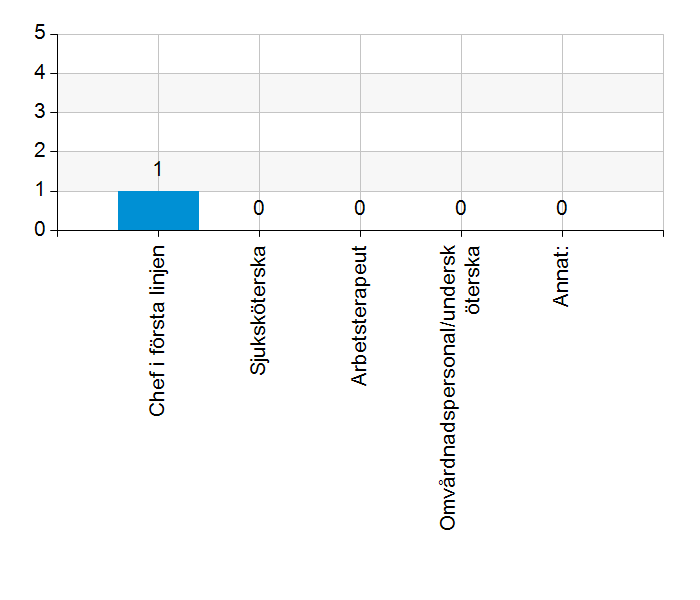 5
4
3
2
1
0
1
0
0
0
0
Chef i första linjen
Sjuksköterska
Arbetsterapeut
Omvårdnadspersonal/undersk
öterska
Annat: